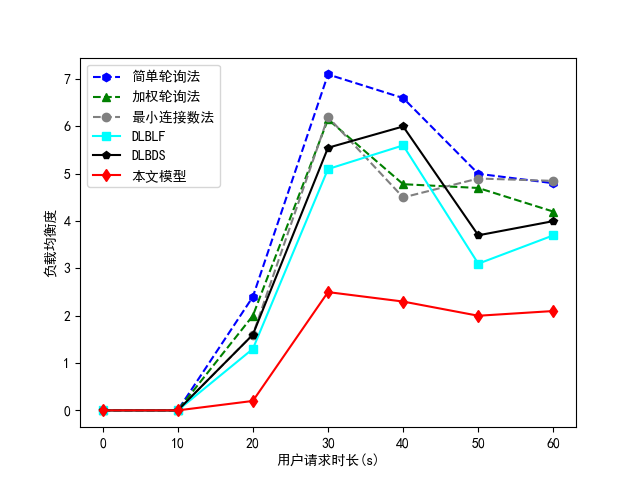 简单轮询法
加权轮询法
最小连接数法
DLBLF
DLBDS
本文模型
负载均衡度
7
6
5
4
3
2
1
0
0 10 20 30 40 50 60
用户请求时长(s)